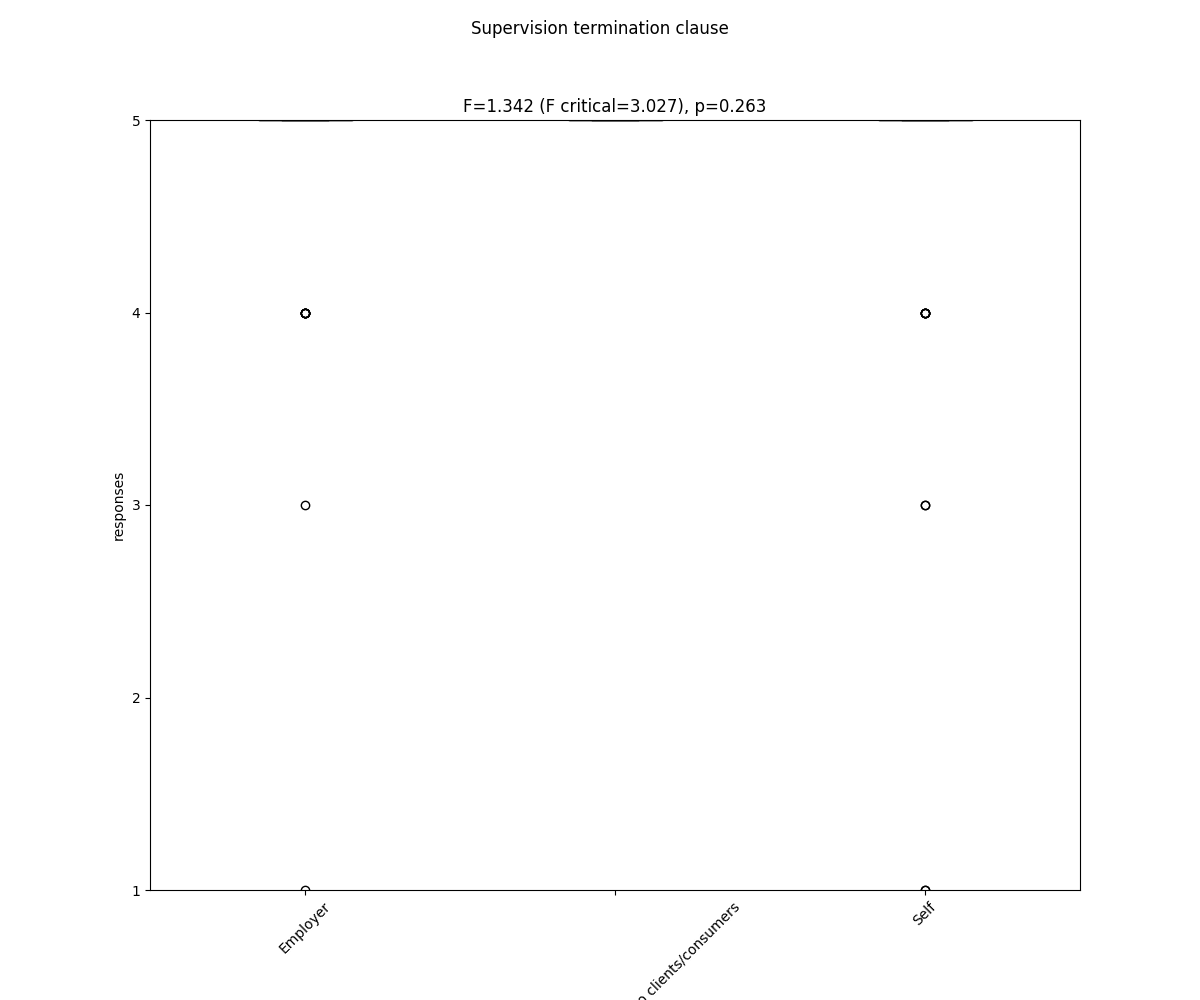 Supervision termination clause
F=1.342 (F critical=3.027), p=0.263
5
4
3
2
1
responses
Employer
clients/consumers
Self